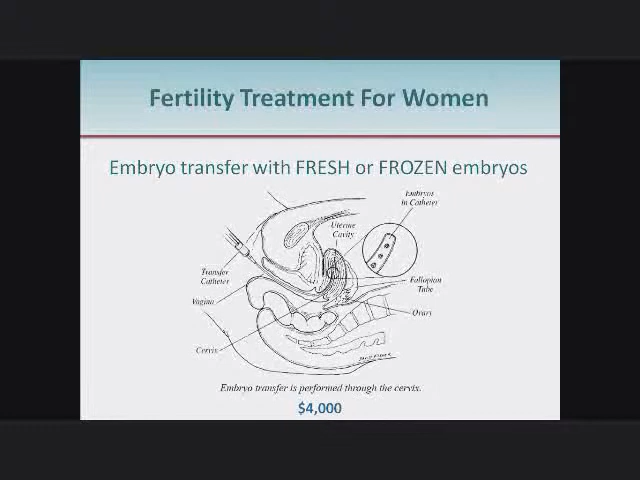 Fertility Treatment For Women
Embryo transfer with FRESH or FROZEN embryos
Embryos
in Catheter
Uterine
Cavity
Transfer
Catheter
Fallopian
Tube
Vagina
Ovary
Cervix
Embryo transfer is performed through the cervix.
$4,000